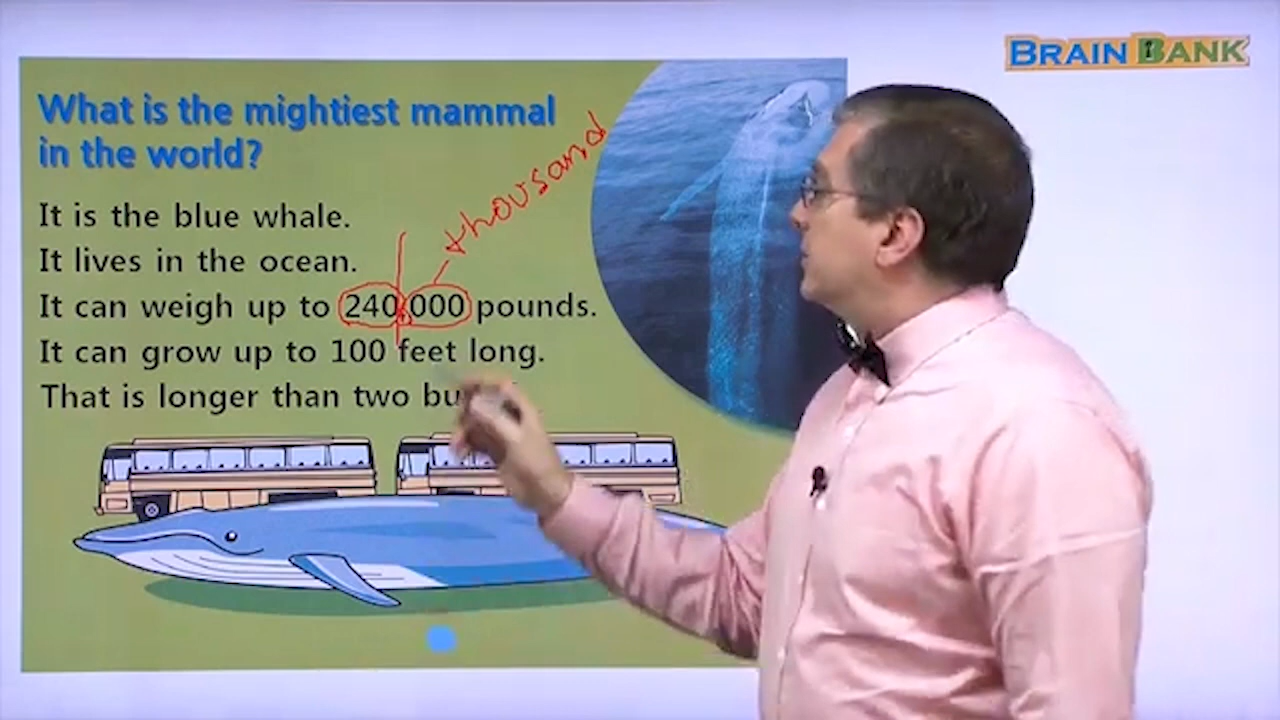 BRAIN BANK
What is the mightiest mammal
in the world?
thousand
It is the blue whale.
It lives in the ocean.
It can weigh up to 240,000 pounds.
It can grow up to 100 feet long.
That is longer than two